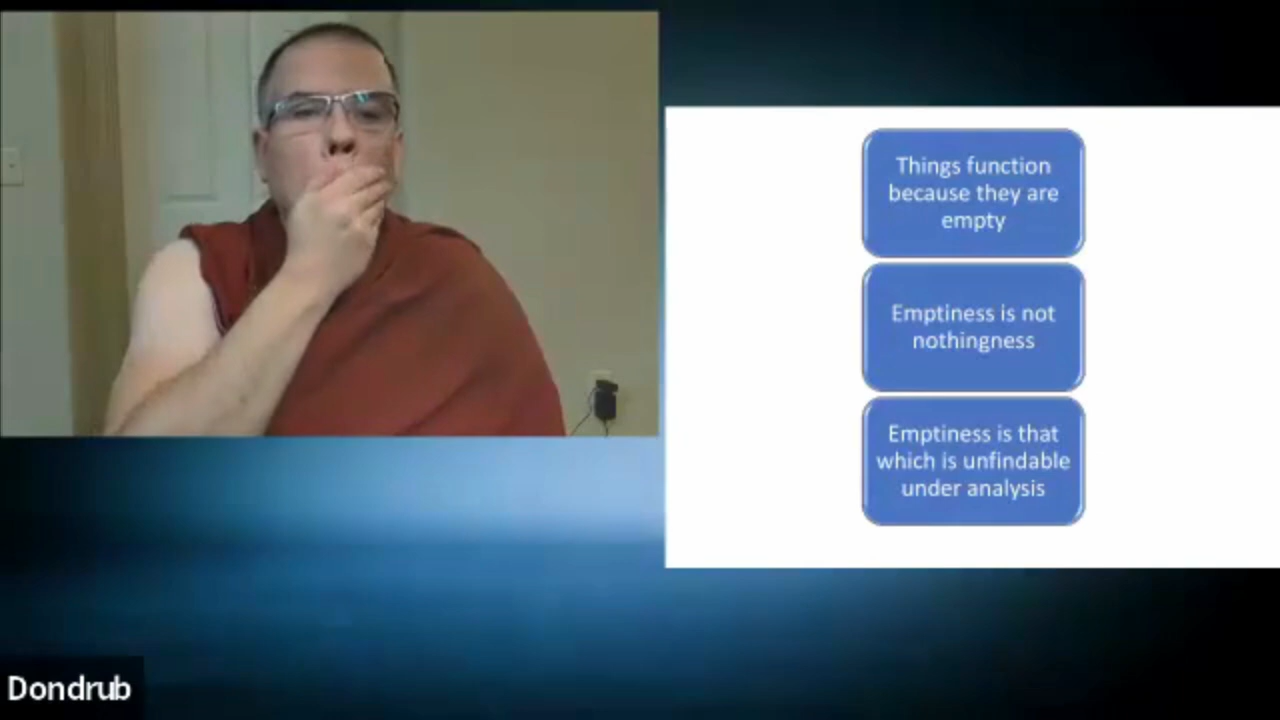 Things function
because they are
empty
Emptiness is not
nothingness
Emptiness is that
which is unfindable
under analysis
Dondrub